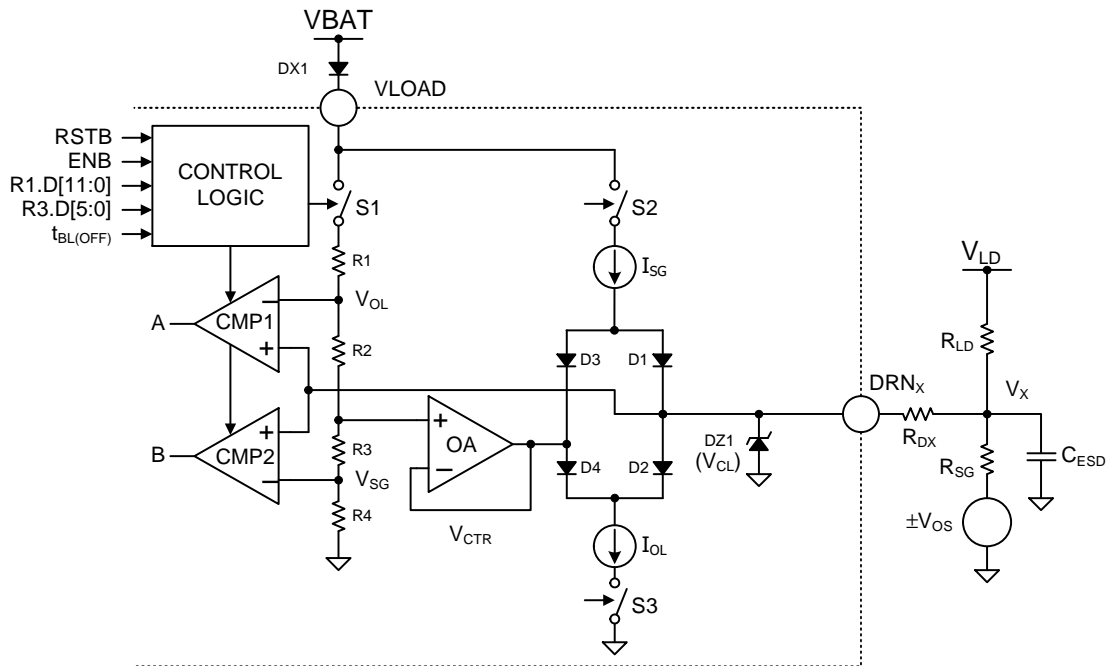 VBAT
DX1
VLOAD
RSTB
ENB
R1.D[11:0]
R3.D[5:0]
tBL(OFF)
CONTROL
LOGIC
S1
S2
R1
ISG
VLD
A
CMP1
−
+
VOL
R2
D3
D1
RLD
DRNX
VX
RDX
B
CMP2
+
−
R3
VSG
R4
+
−
OA
VCTR
D4
D2
DZ1
(VCL)
RSG
CESD
±VOS
IOL
S3